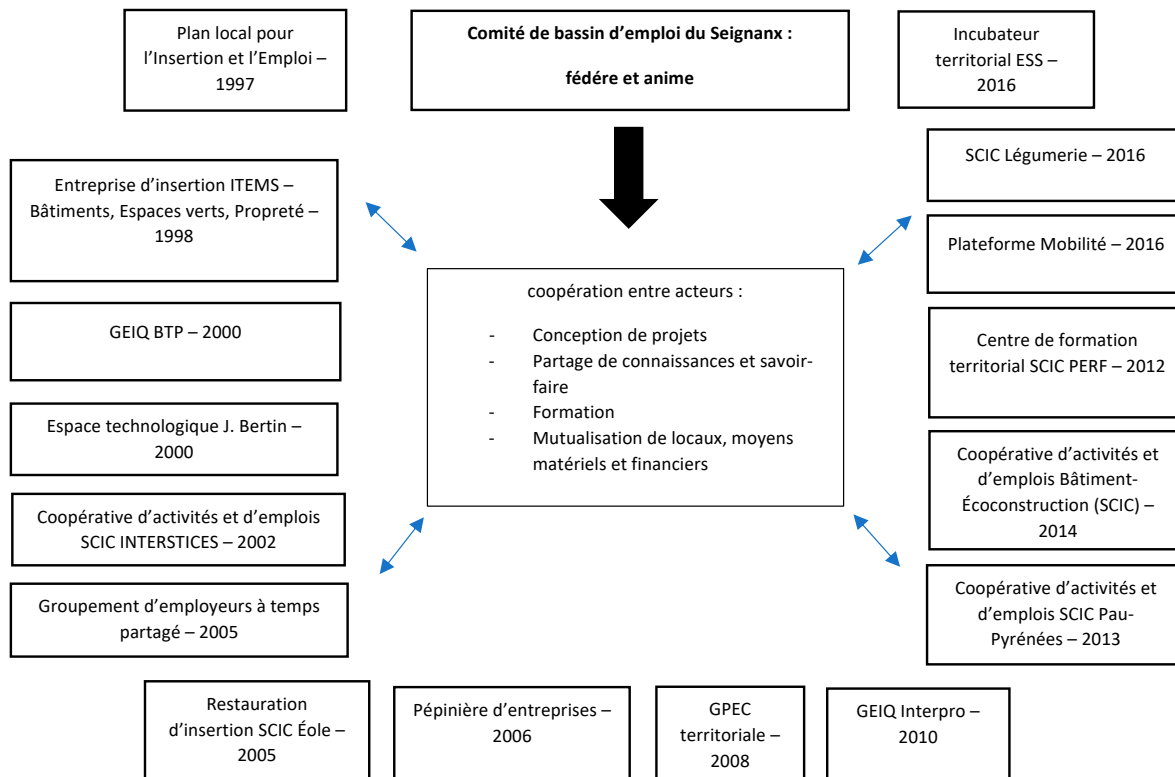 Plan local pour
l'Insertion et l'Emploi –
1997
Comité de bassin d'emploi du Seignanx :
fédére et anime
Incubateur
territorial ESS –
2016
Entreprise d'insertion ITEMS –
Bâtiments, Espaces verts, Propreté –
1998
GEIQ BTP – 2000
Espace technologique J. Bertin –
2000
Coopérative d'activités et d'emplois
SCIC INTERSTICES – 2002
Groupement d'employeurs à temps
partagé – 2005
coopération entre acteurs :
- Conception de projets
- Partage de connaissances et savoir-
faire
- Formation
- Mutualisation de locaux, moyens
matériels et financiers
SCIC Légumerie – 2016
Plateforme Mobilité – 2016
Centre de formation
territorial SCIC PERF – 2012
Coopérative d'activités et
d'emplois Bâtiment-
Écoconstruction (SCIC) –
2014
Coopérative d'activités et
d'emplois SCIC Pau-
Pyrénées – 2013
Restauration
d'insertion SCIC Éole –
2005
Pépinière d'entreprises –
2006
GPEC
territoriale –
2008
GEIQ Interpro –
2010